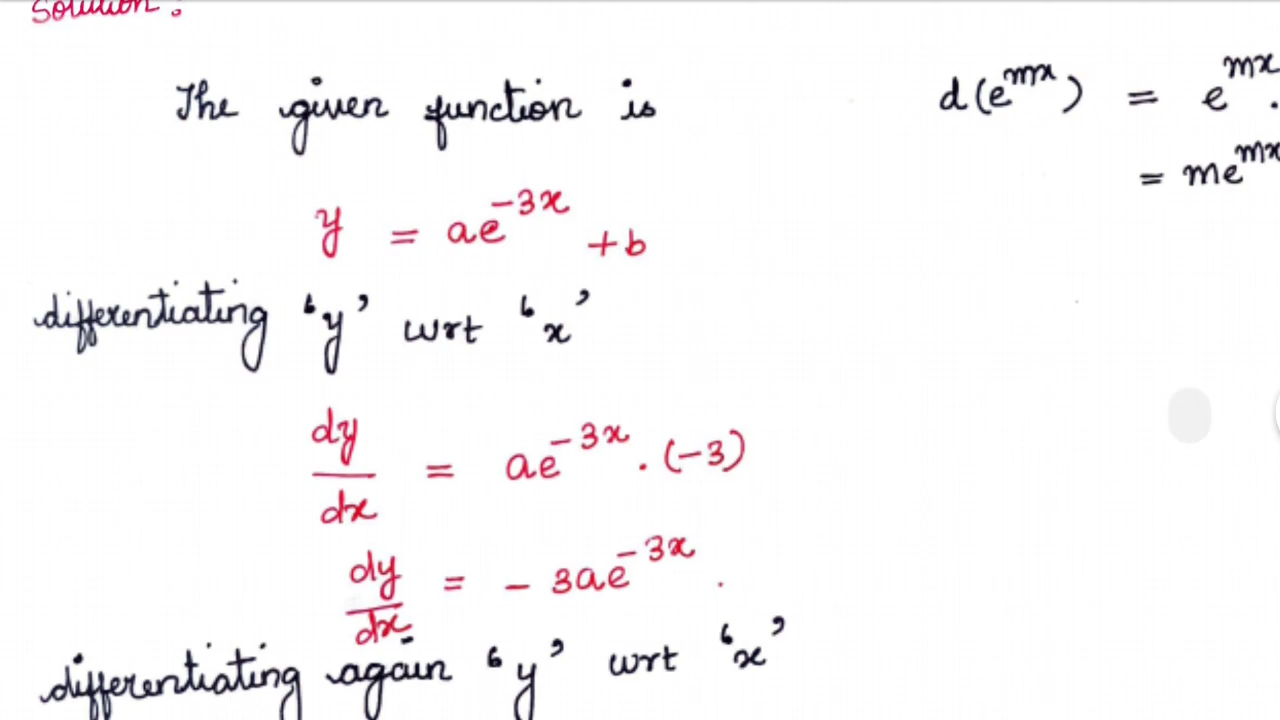 Solution :
The given function is
d(e^mx) = e^mx .
= me^mx
y = ae^-3x + b
differentiating ‘y’ wrt ‘x’
dy/dx = ae^-3x . (-3)
dy/dx = - 3ae^-3x .
differentiating again ‘y’ wrt ‘x’